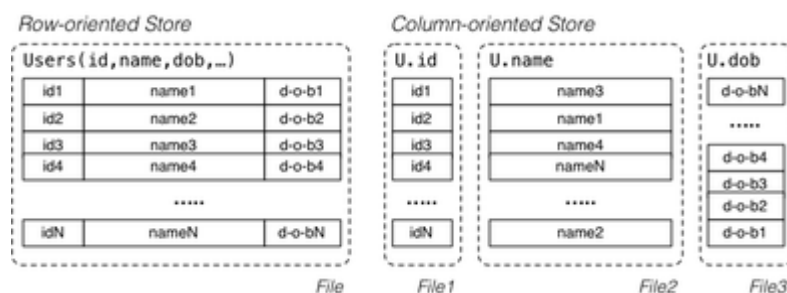 Row-oriented Store
Users(id,name,dob,…)
id1 name1 d-o-b1
id2 name2 d-o-b2
id3 name3 d-o-b3
id4 name4 d-o-b4
.....
idN nameN d-o-bN
File
Column-oriented Store
U.id
id1
id2
id3
id4
.....
idN
File1
U.name
name3
name1
name4
nameN
.....
name2
File2
U.dob
d-o-bN
.....
d-o-b4
d-o-b3
d-o-b2
d-o-b1
File3